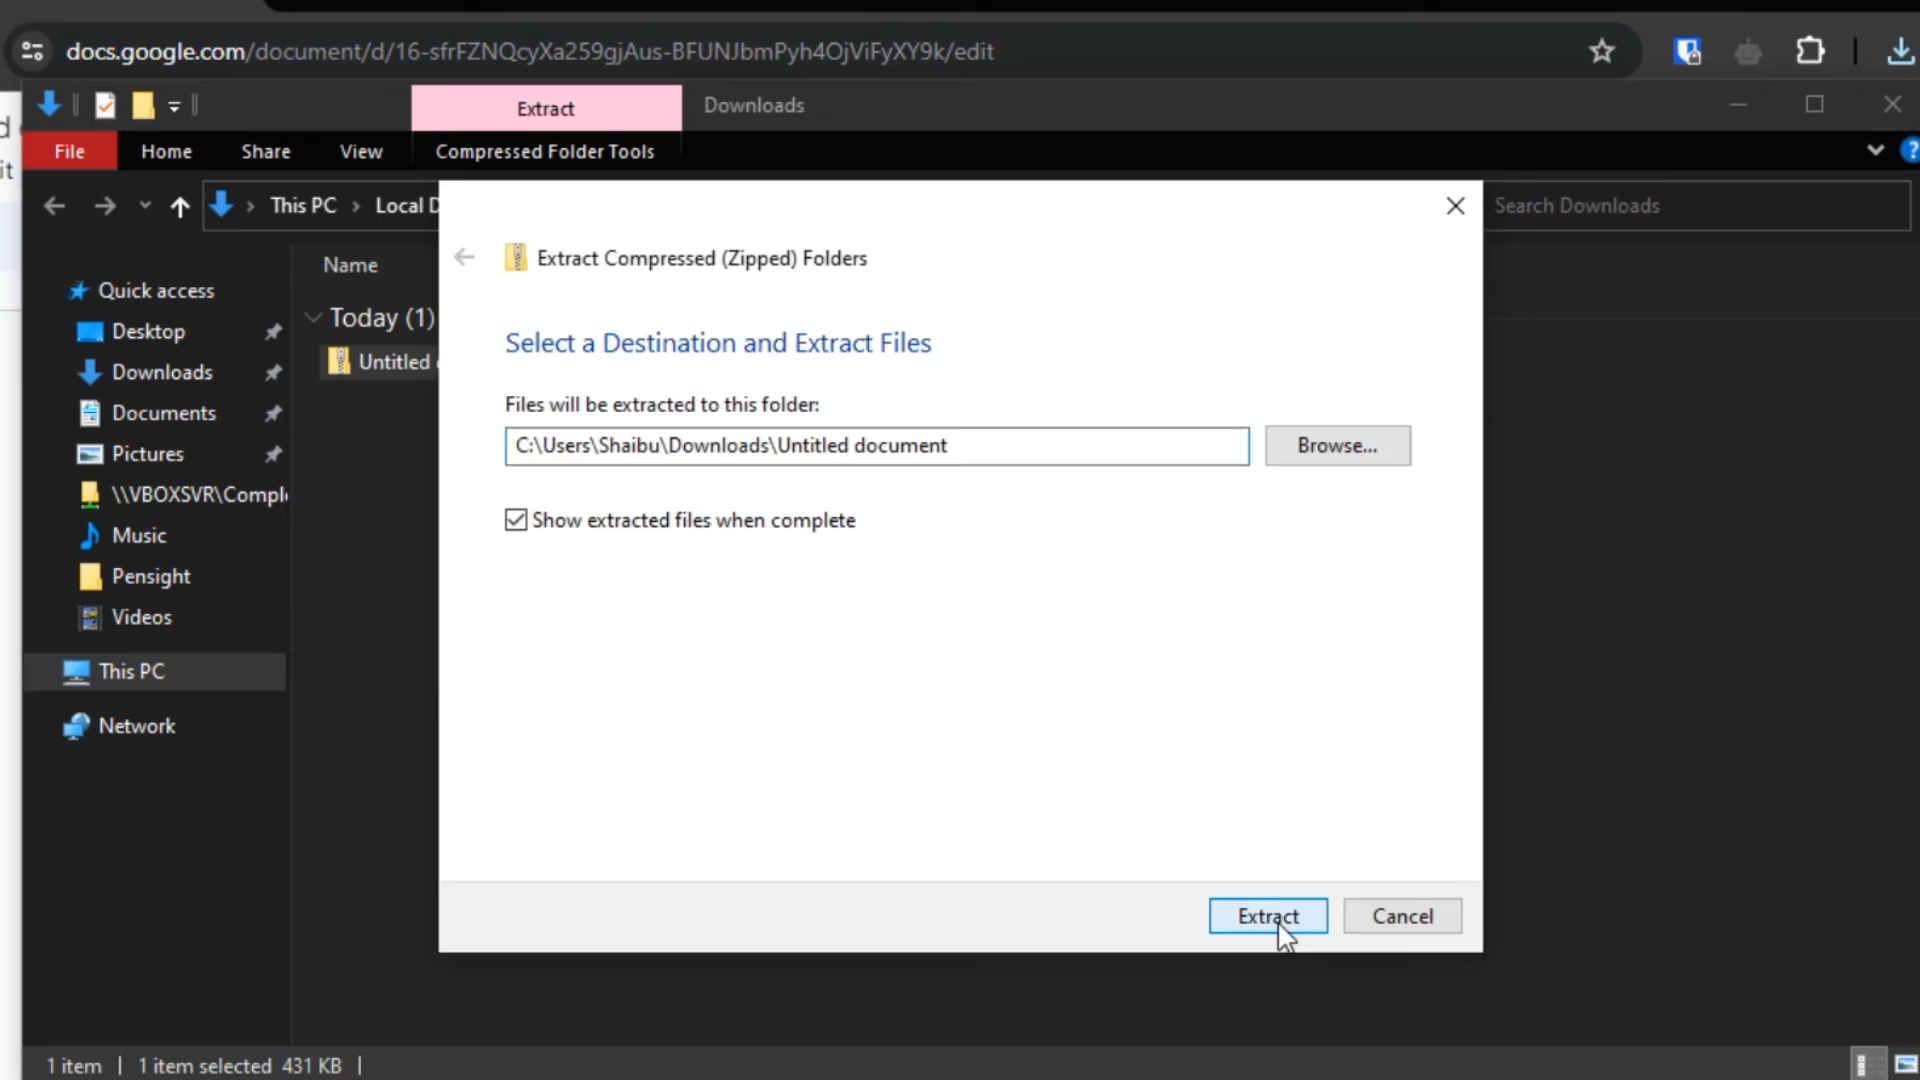 docs.google.com/document/d/16-sfrFZNQcyXa259gjAus-BFUNJbmPyh4OjViFyXY9k/edit
Extract
Downloads
File
Home
Share
View
Compressed Folder Tools
?
it
This PC
Local D
Search Downloads
Extract Compressed (Zipped) Folders
Name
Quick access
Today (1)
Desktop
Select a Destination and Extract Files
Untitled
Downloads
Files will be extracted to this folder:
Documents
C:\Users\Shaibu\Downloads\Untitled document
Browse...
Pictures
\\VBOXSVR\Comple
Show extracted files when complete
Music
Pensight
Videos
This PC
Network
Extract
Cancel
1 item
1 item selected 431 KB